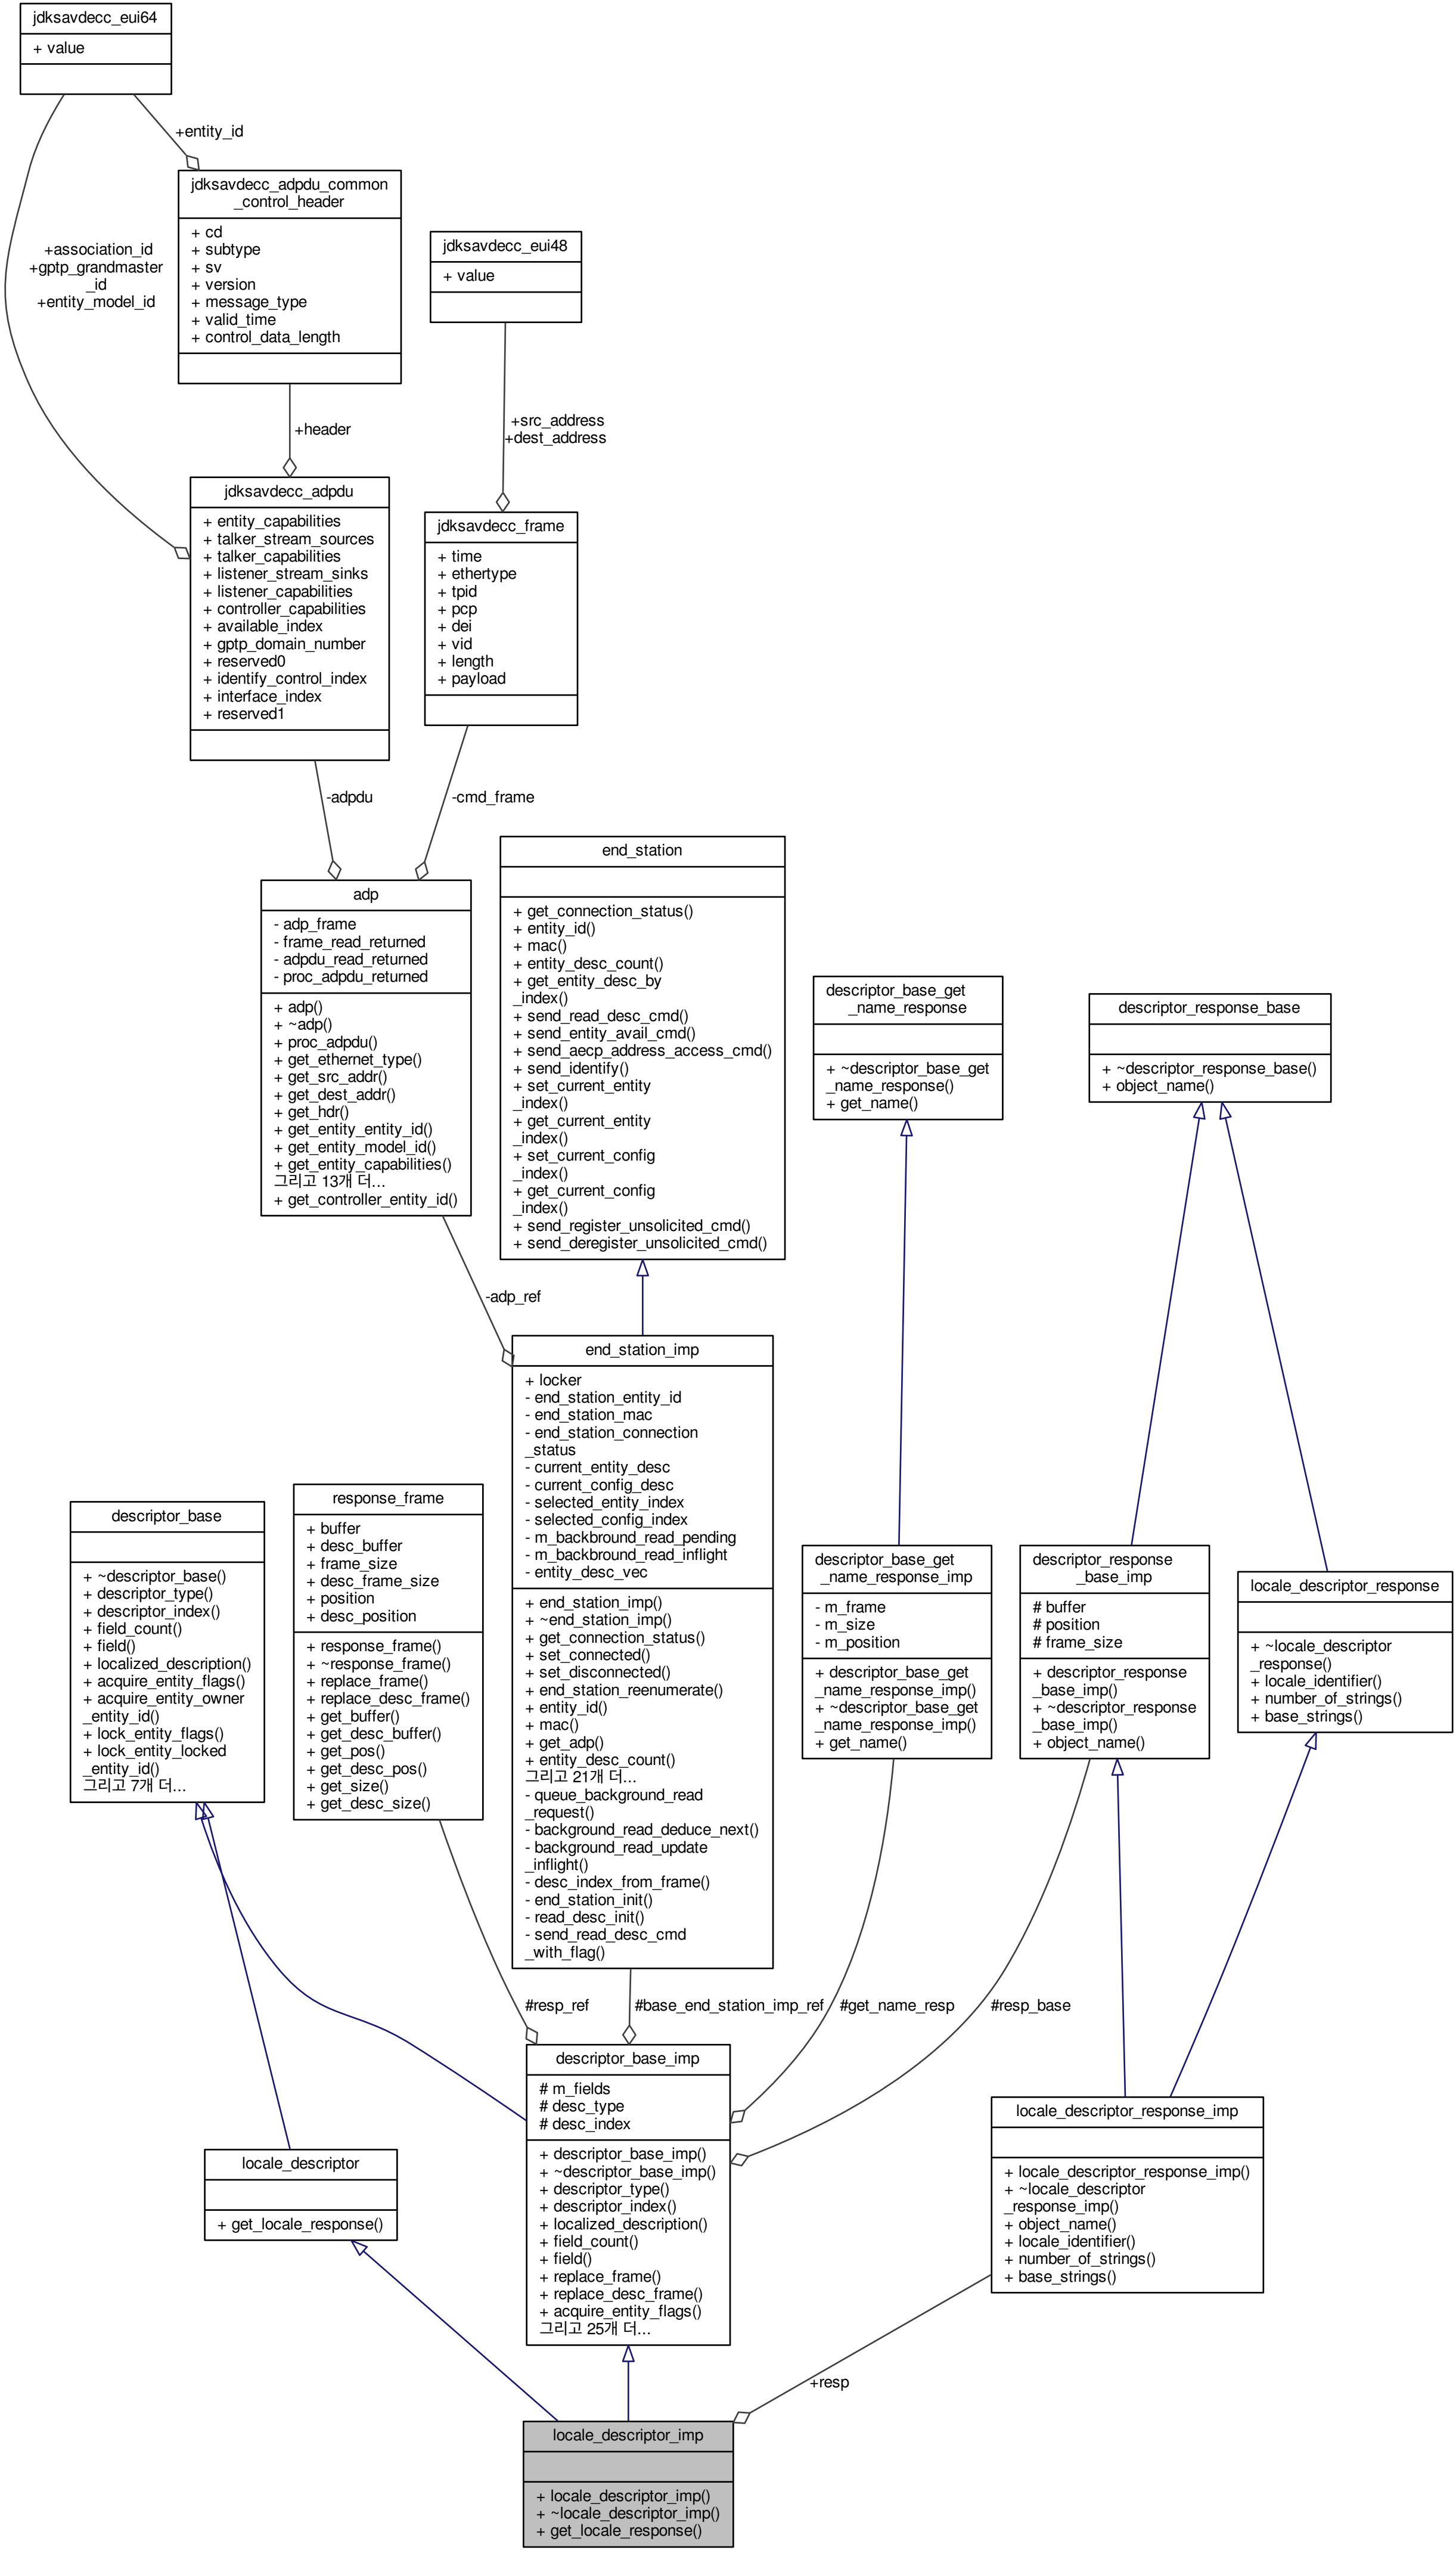 jdksavdecc_eui64
+ value
+entity_id
jdksavdecc_adpdu_common
_control_header
+ cd
+ subtype
+ sv
+ version
+ message_type
+ valid_time
+ control_data_length
+association_id
+gptp_grandmaster
_id
+entity_model_id
jdksavdecc_eui48
+ value
+src_address
+dest_address
+header
jdksavdecc_adpdu
+ entity_capabilities
+ talker_stream_sources
+ talker_capabilities
+ listener_stream_sinks
+ listener_capabilities
+ controller_capabilities
+ available_index
+ gptp_domain_number
+ reserved0
+ identify_control_index
+ interface_index
+ reserved1
jdksavdecc_frame
+ time
+ ethertype
+ tpid
+ pcp
+ dei
+ vid
+ length
+ payload
-adpdu
-cmd_frame
adp
- adp_frame
- frame_read_returned
- adpdu_read_returned
- proc_adpdu_returned
+ adp()
+ ~adp()
+ proc_adpdu()
+ get_ethernet_type()
+ get_src_addr()
+ get_dest_addr()
+ get_hdr()
+ get_entity_entity_id()
+ get_entity_model_id()
+ get_entity_capabilities()
그리고 13개 더...
+ get_controller_entity_id()
end_station
+ get_connection_status()
+ entity_id()
+ mac()
+ entity_desc_count()
+ get_entity_desc_by
_index()
+ send_read_desc_cmd()
+ send_entity_avail_cmd()
+ send_aecp_address_access_cmd()
+ send_identify()
+ set_current_entity
_index()
+ get_current_entity
_index()
+ set_current_config
_index()
+ get_current_config
_index()
+ send_register_unsolicited_cmd()
+ send_deregister_unsolicited_cmd()
descriptor_base_get
_name_response
+ ~descriptor_base_get
_name_response()
+ get_name()
descriptor_response_base
+ ~descriptor_response_base()
+ object_name()
-adp_ref
end_station_imp
+ locker
- end_station_entity_id
- end_station_mac
- end_station_connection
_status
- current_entity_desc
- current_config_desc
- selected_entity_index
- selected_config_index
- m_backbround_read_pending
- m_backbround_read_inflight
- entity_desc_vec
+ end_station_imp()
+ ~end_station_imp()
+ get_connection_status()
+ set_connected()
+ set_disconnected()
+ end_station_reenumerate()
+ entity_id()
+ mac()
+ get_adp()
+ entity_desc_count()
그리고 21개 더...
- queue_background_read
_request()
- background_read_deduce_next()
- background_read_update
_inflight()
- desc_index_from_frame()
- end_station_init()
- read_desc_init()
- send_read_desc_cmd
_with_flag()
descriptor_base
+ ~descriptor_base()
+ descriptor_type()
+ descriptor_index()
+ field_count()
+ field()
+ localized_description()
+ acquire_entity_flags()
+ acquire_entity_owner
_entity_id()
+ lock_entity_flags()
+ lock_entity_locked
_entity_id()
그리고 7개 더...
response_frame
+ buffer
+ desc_buffer
+ frame_size
+ desc_frame_size
+ position
+ desc_position
+ response_frame()
+ ~response_frame()
+ replace_frame()
+ replace_desc_frame()
+ get_buffer()
+ get_desc_buffer()
+ get_pos()
+ get_desc_pos()
+ get_size()
+ get_desc_size()
descriptor_base_get
_name_response_imp
- m_frame
- m_size
- m_position
+ descriptor_base_get
_name_response_imp()
+ ~descriptor_base_get
_name_response_imp()
+ get_name()
descriptor_response
_base_imp
# buffer
# position
# frame_size
+ descriptor_response
_base_imp()
+ ~descriptor_response
_base_imp()
+ object_name()
locale_descriptor_response
+ ~locale_descriptor
_response()
+ locale_identifier()
+ number_of_strings()
+ base_strings()
#resp_ref
#base_end_station_imp_ref
#get_name_resp
#resp_base
descriptor_base_imp
# m_fields
# desc_type
# desc_index
+ descriptor_base_imp()
+ ~descriptor_base_imp()
+ descriptor_type()
+ descriptor_index()
+ localized_description()
+ field_count()
+ field()
+ replace_frame()
+ replace_desc_frame()
+ acquire_entity_flags()
그리고 25개 더...
locale_descriptor
+ get_locale_response()
locale_descriptor_response_imp
+ locale_descriptor_response_imp()
+ ~locale_descriptor
_response_imp()
+ object_name()
+ locale_identifier()
+ number_of_strings()
+ base_strings()
+resp
locale_descriptor_imp
+ locale_descriptor_imp()
+ ~locale_descriptor_imp()
+ get_locale_response()